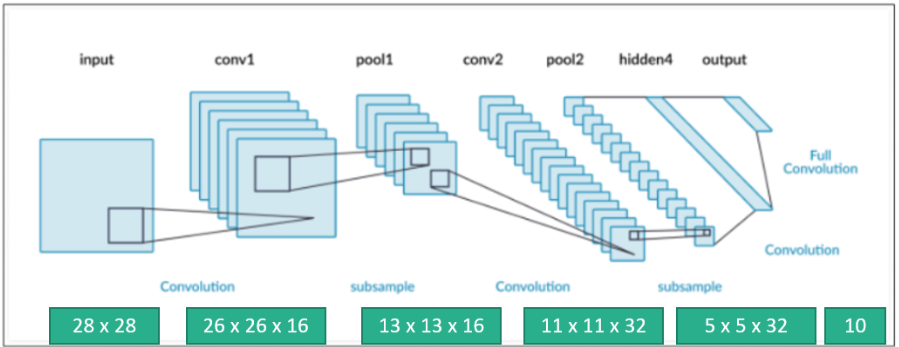 input conv1 pool1 conv2 pool2 hidden4 output
Full
Convolution
Convolution
Convolution subsample Convolution subsample
28 x 28 26 x 26 x 16 13 x 13 x 16 11 x 11 x 32 5 x 5 x 32 10